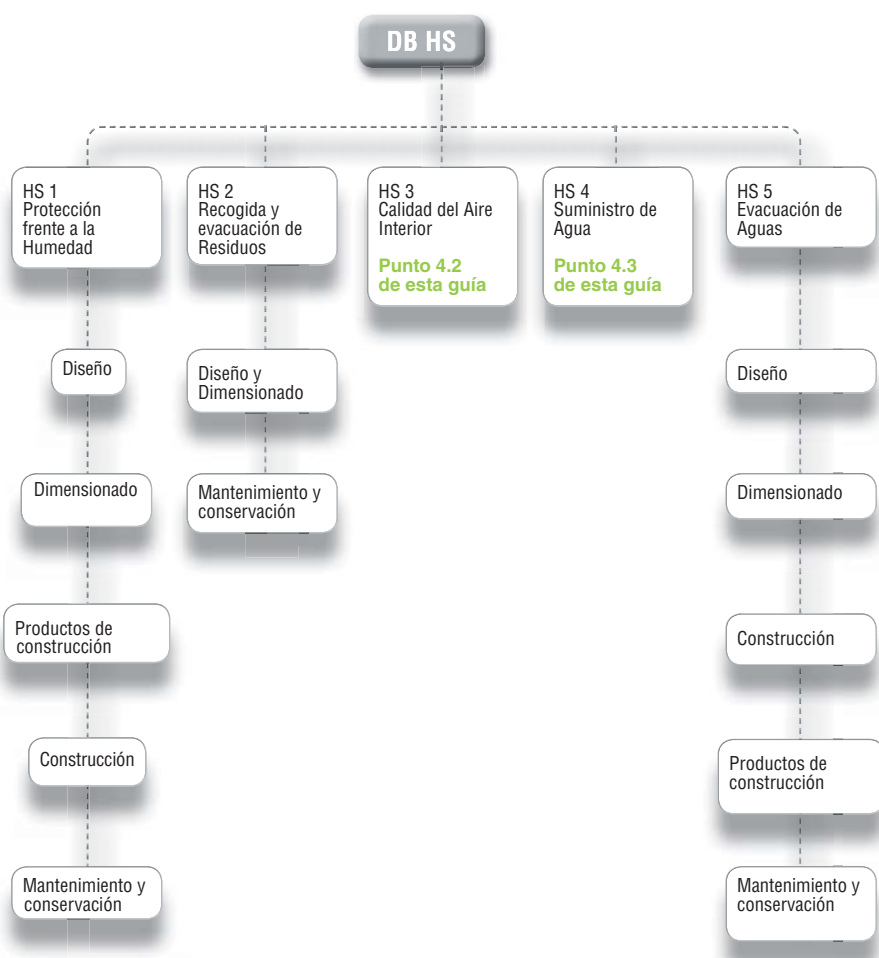 DB HS
HS 1
Protección
frente a la
Humedad
HS 2
Recogida y
evacuación de
Residuos
HS 3
Calidad del Aire
Interior
Punto 4.2
de esta guía
HS 4
Suministro de
Agua
Punto 4.3
de esta guía
HS 5
Evacuación de
Aguas
Diseño
Dimensionado
Productos de
construcción
Construcción
Mantenimiento y
conservación
Diseño y
Dimensionado
Mantenimiento y
conservación
Diseño
Dimensionado
Construcción
Productos de
construcción
Mantenimiento y
conservación